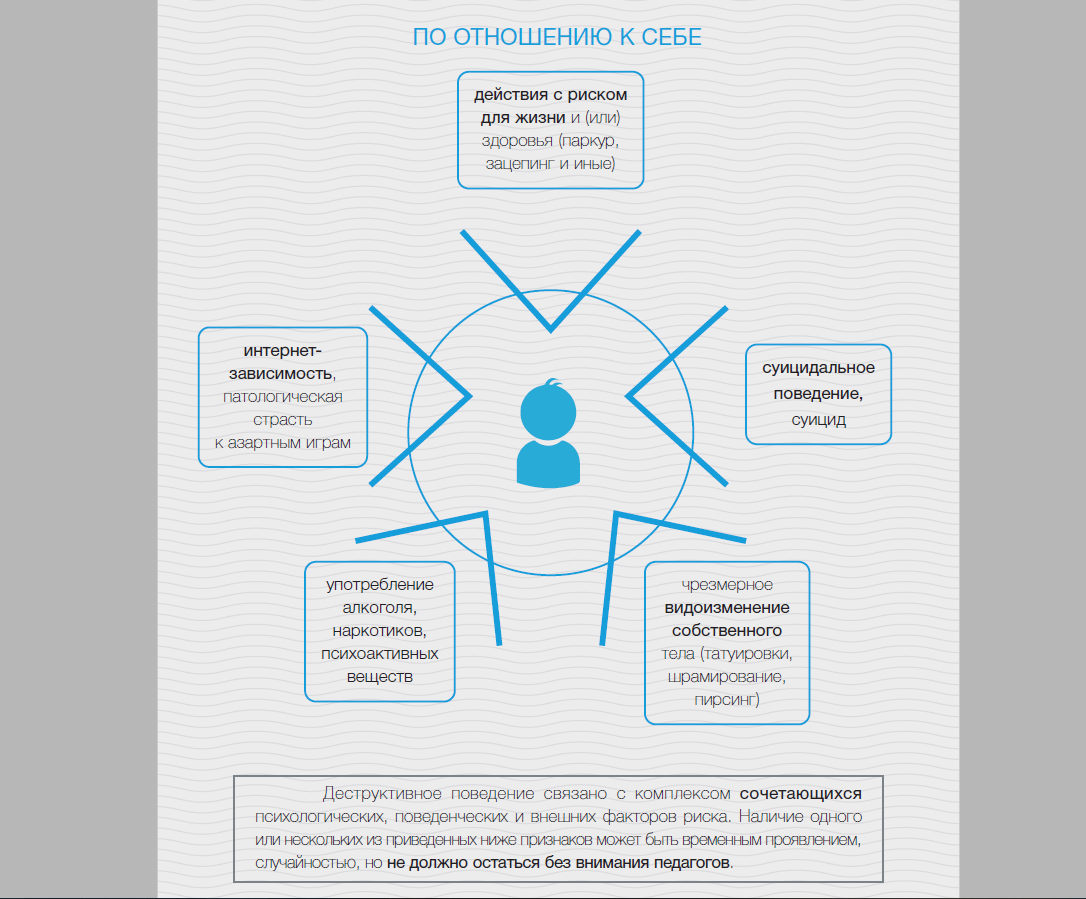 ПО ОТНОШЕНИЮ К СЕБЕ
действия с риском
для жизни и (или)
здоровья (паркур,
зацепинг и иные)
интернет-
зависимость,
патологическая
страсть
к азартным играм
суицидальное
поведение,
суицид
употребление
алкоголя,
наркотиков,
психоактивных
веществ
чрезмерное
видоизменение
собственного
тела (татуировки,
шрамирование,
пирсинг)
Деструктивное поведение связано с комплексом сочетающихся
психологических, поведенческих и внешних факторов риска. Наличие одного
или нескольких из приведенных ниже признаков может быть временным проявлением,
случайностью, но не должно остаться без внимания педагогов.